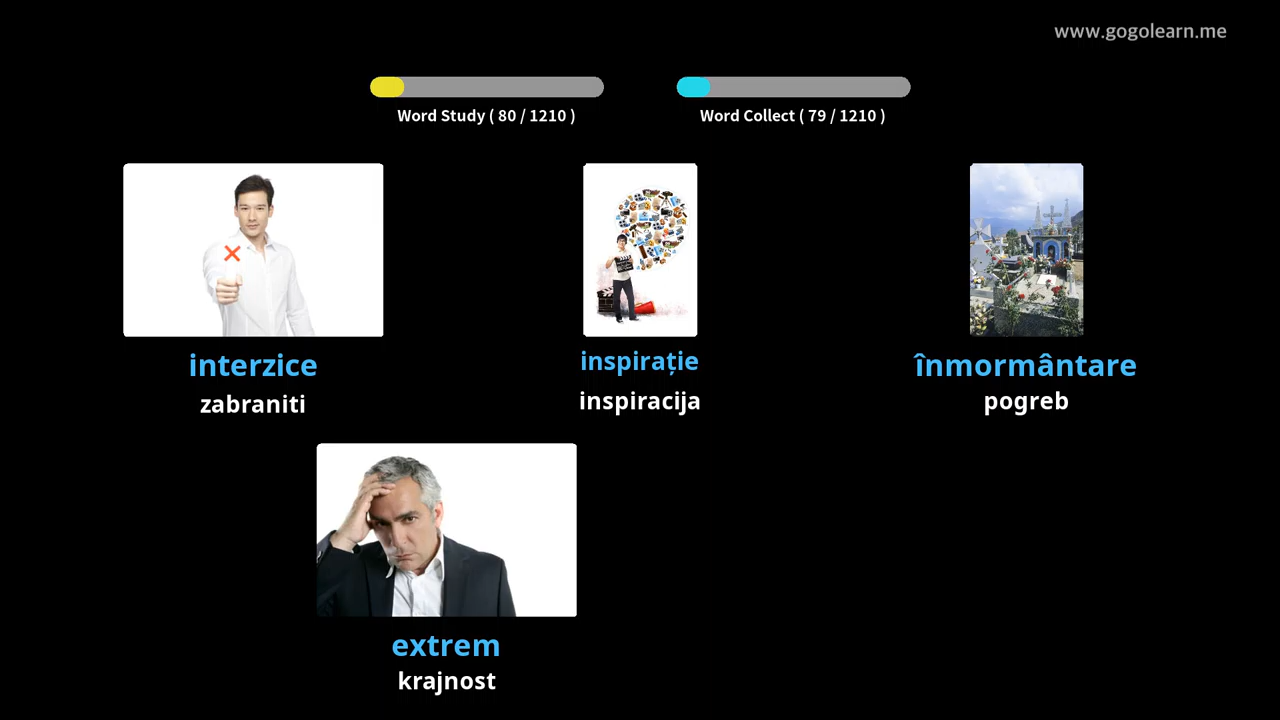 www.gogolearn.me
Word Study ( 80 / 1210 )
Word Collect ( 79 / 1210 )
interzice
zabraniti
inspirație
inspiracija
înmormântare
pogreb
extrem
krajnost